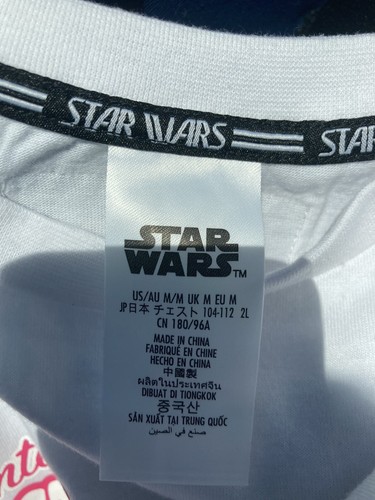 STAR WARS
STAR
STAR
WARS™
US/AU M/M UK M EU M
JP日本 チェスト 104-112 2L
CN 180/96A
MADE IN CHINA
FABRIQUÉ EN CHINE
HECHO EN CHINA
中國製
ผลิตในประเทศจีน
DIBUAT DI TIONGKOK
중국산
SẢN XUẤT TẠI TRUNG QUỐC
صنع في الصين